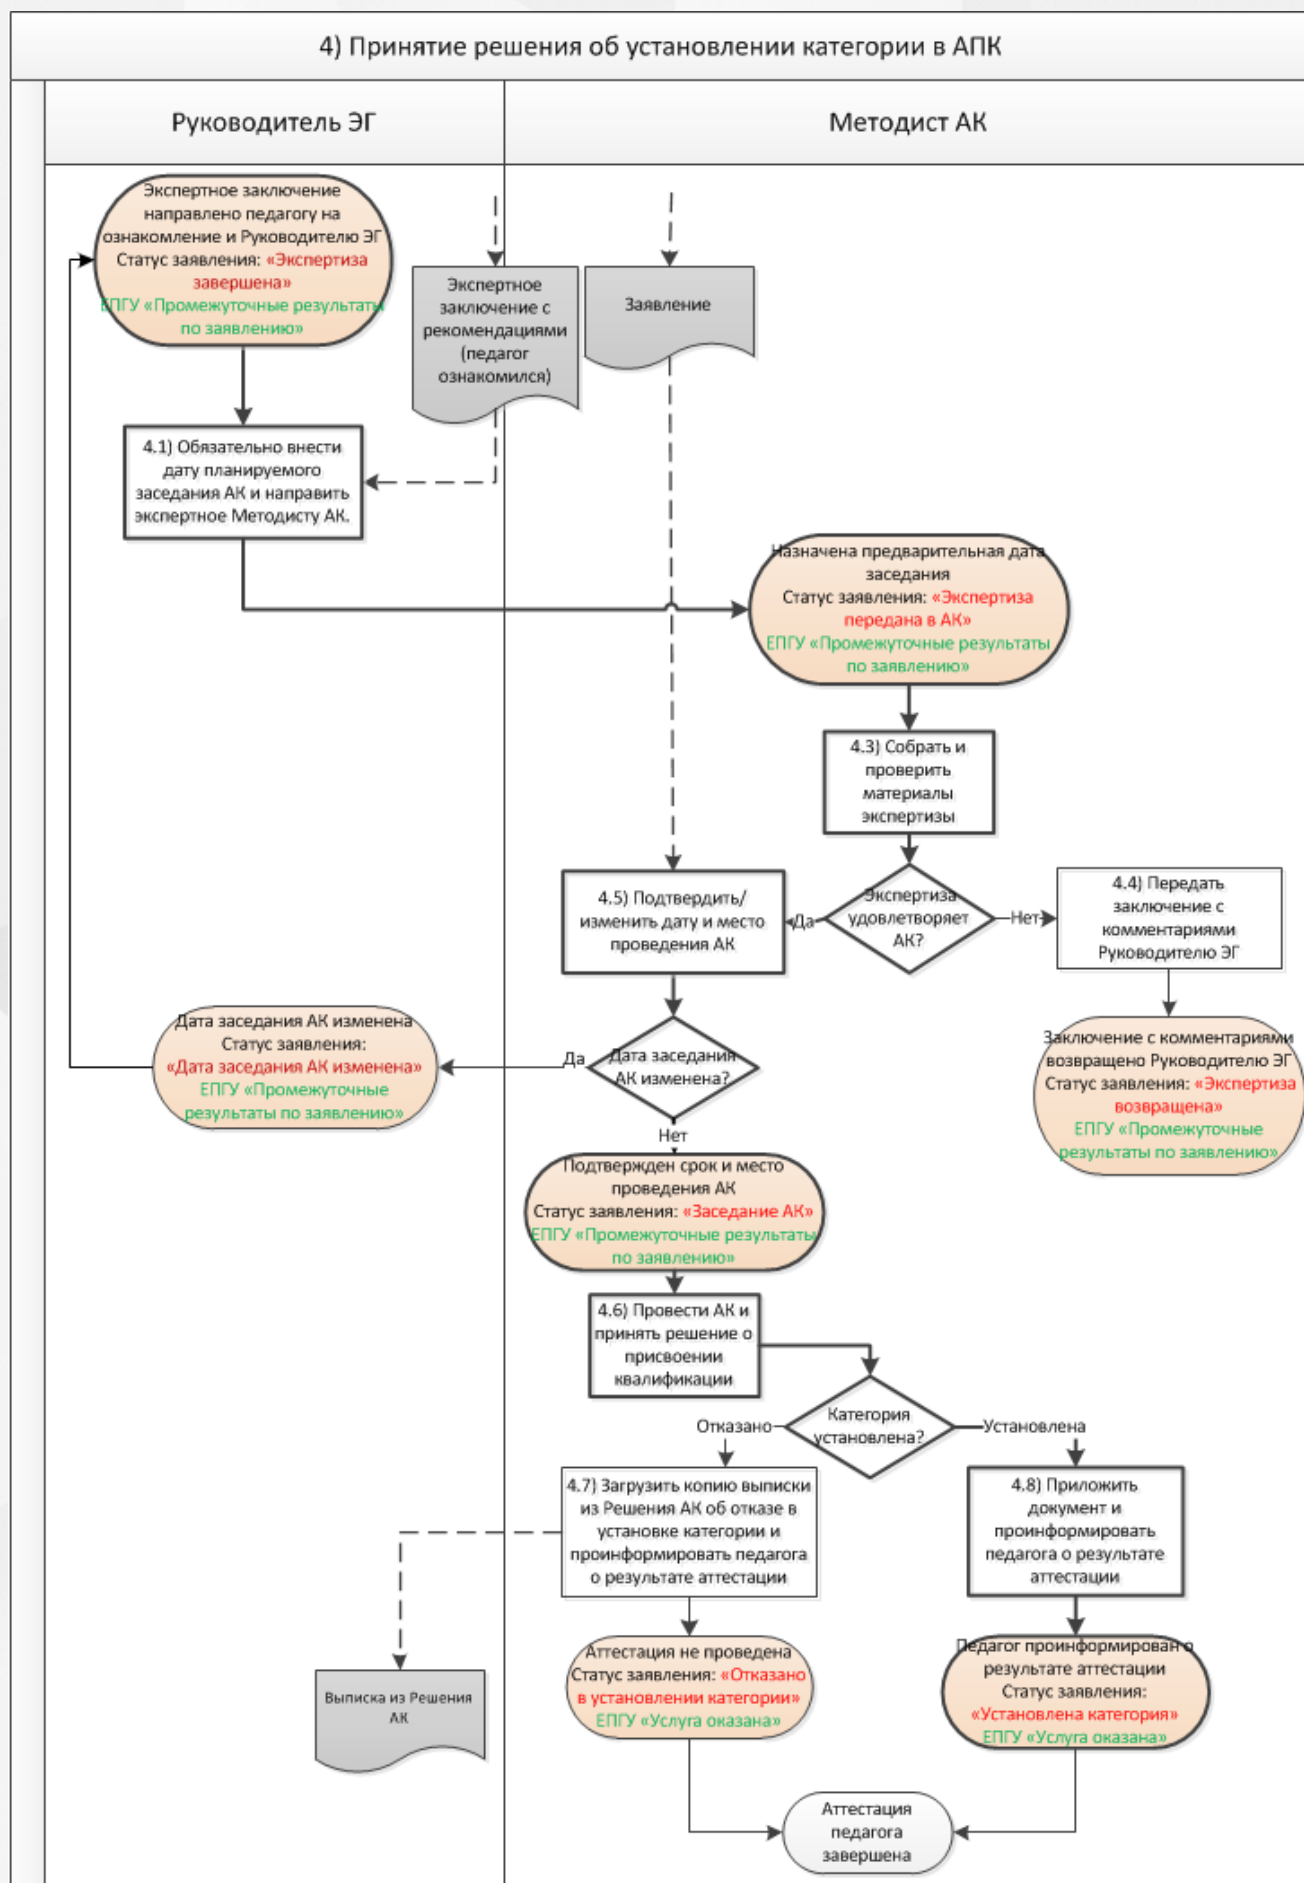 4) Принятие решения об установлении категории в АПК
Руководитель ЭГ
Методист АК
Экспертное заключение
направлено педагогу на
ознакомление и Руководителю ЭГ
Статус заявления: «Экспертиза
завершена»
ЕПГУ «Промежуточные результаты
по заявлению»
Экспертное
заключение с
рекомендациями
(педагог
ознакомился)
Заявление
4.1) Обязательно внести
дату планируемого
заседания АК и направить
экспертное Методисту АК.
Назначена предварительная дата
заседания
Статус заявления: «Экспертиза
передана в АК»
ЕПГУ «Промежуточные результаты
по заявлению»
4.3) Собрать и
проверить
материалы
экспертизы
Экспертиза
удовлетворяет
АК?
Да
Нет
4.4) Передать
заключение с
комментариями
Руководителю ЭГ
4.5) Подтвердить/
изменить дату и место
проведения АК
Заключение с комментариями
возвращено Руководителю ЭГ
Статус заявления: «Экспертиза
возвращена»
ЕПГУ «Промежуточные
результаты по заявлению»
Дата заседания
АК изменена?
Да
Нет
Дата заседания АК изменена
Статус заявления:
«Дата заседания АК изменена»
ЕПГУ «Промежуточные
результаты по заявлению»
Подтвержден срок и место
проведения АК
Статус заявления: «Заседание АК»
ЕПГУ «Промежуточные результаты
по заявлению»
4.6) Провести АК и
принять решение о
присвоении
квалификации
Категория
установлена?
Отказано
Установлена
4.7) Загрузить копию выписки
из Решения АК об отказе в
установке категории и
проинформировать педагога
о результате аттестации
4.8) Приложить
документ и
проинформировать
педагога о результате
аттестации
Выписка из Решения
АК
Аттестация не проведена
Статус заявления: «Отказано
в установлении категории»
ЕПГУ «Услуга оказана»
Педагог проинформирован о
результате аттестации
Статус заявления:
«Установлена категория»
ЕПГУ «Услуга оказана»
Аттестация
педагога
завершена